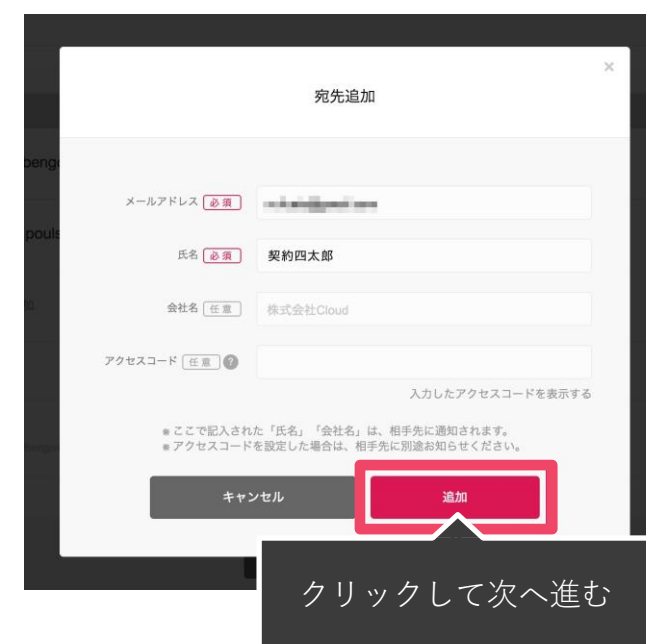 ×
宛先追加
beng
メールアドレス 必須
pouls
氏名 必須 契約四太郎
会社名 任意 株式会社Cloud
アクセスコード 任意 ?
入力したアクセスコードを表示する
※ ここで記入された「氏名」「会社名」は、相手先に通知されます。
※ アクセスコードを設定した場合は、相手先に別途お知らせください。
キャンセル 追加
クリックして次へ進む